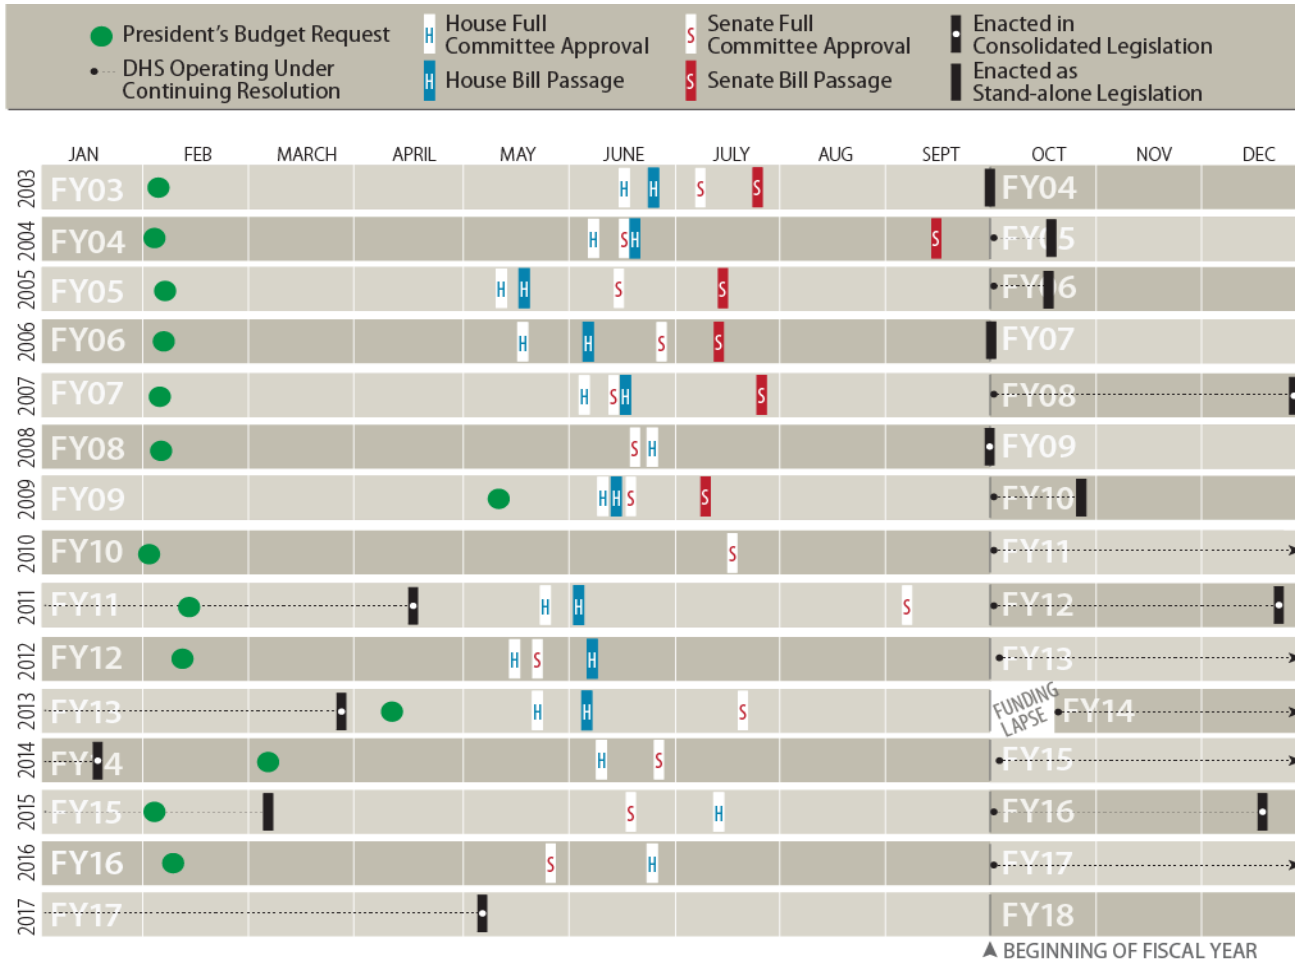 President's Budget Request
DHS Operating Under
Continuing Resolution
H House Full
Committee Approval
H House Bill Passage
S Senate Full
Committee Approval
S Senate Bill Passage
Enacted in
Consolidated Legislation
Enacted as
Stand-alone Legislation
JAN FEB MARCH APRIL MAY JUNE JULY AUG SEPT OCT NOV DEC
2003 FY03 H H S S FY04
2004 FY04 H S H S FY05
2005 FY05 H H S S FY06
2006 FY06 H H S S FY07
2007 FY07 H S H S FY08
2008 FY08 S H FY09
2009 FY09 H H S S FY10
2010 FY10 S FY11
2011 FY11 H H S FY12
2012 FY12 H S H FY13
2013 FY13 H H S FUNDING LAPSE FY14
2014 FY14 H S FY15
2015 FY15 S H FY16
2016 FY16 S H FY17
2017 FY17 FY18
BEGINNING OF FISCAL YEAR